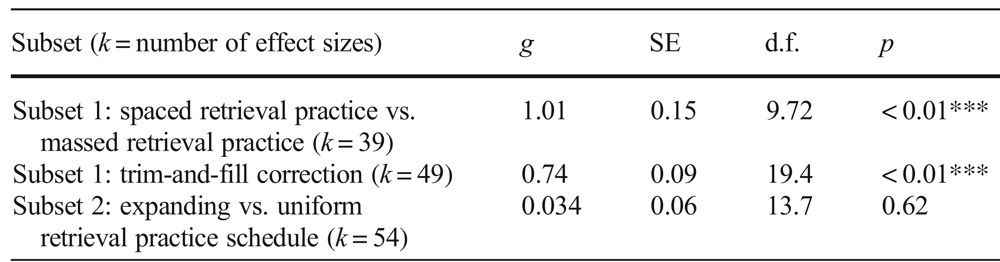 Subset (k = number of effect sizes) g SE d.f. p
Subset 1: spaced retrieval practice vs. 1.01 0.15 9.72 < 0.01***
massed retrieval practice (k = 39)
Subset 1: trim-and-fill correction (k = 49) 0.74 0.09 19.4 < 0.01***
Subset 2: expanding vs. uniform 0.034 0.06 13.7 0.62
retrieval practice schedule (k = 54)